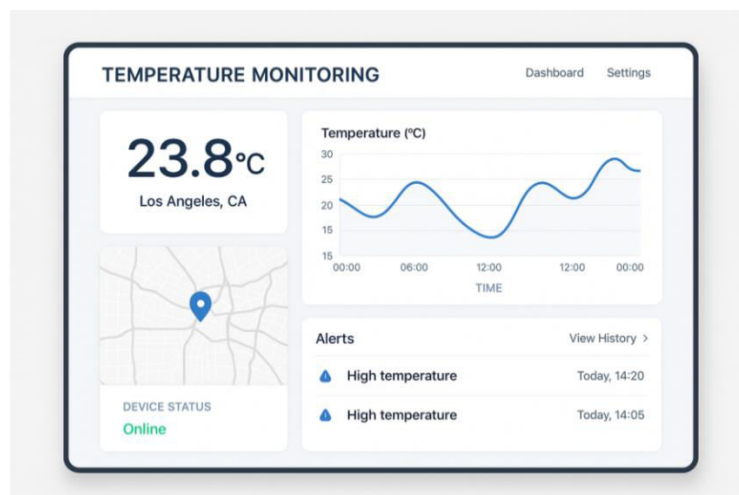 TEMPERATURE MONITORING
Dashboard
Settings
23.8°C
Los Angeles, CA
DEVICE STATUS
Online
Temperature (ºC)
30
25
20
15
15
00:00
06:00
12:00
12:00
00:00
TIME
Alerts
View History >
High temperature
Today, 14:20
High temperature
Today, 14:05